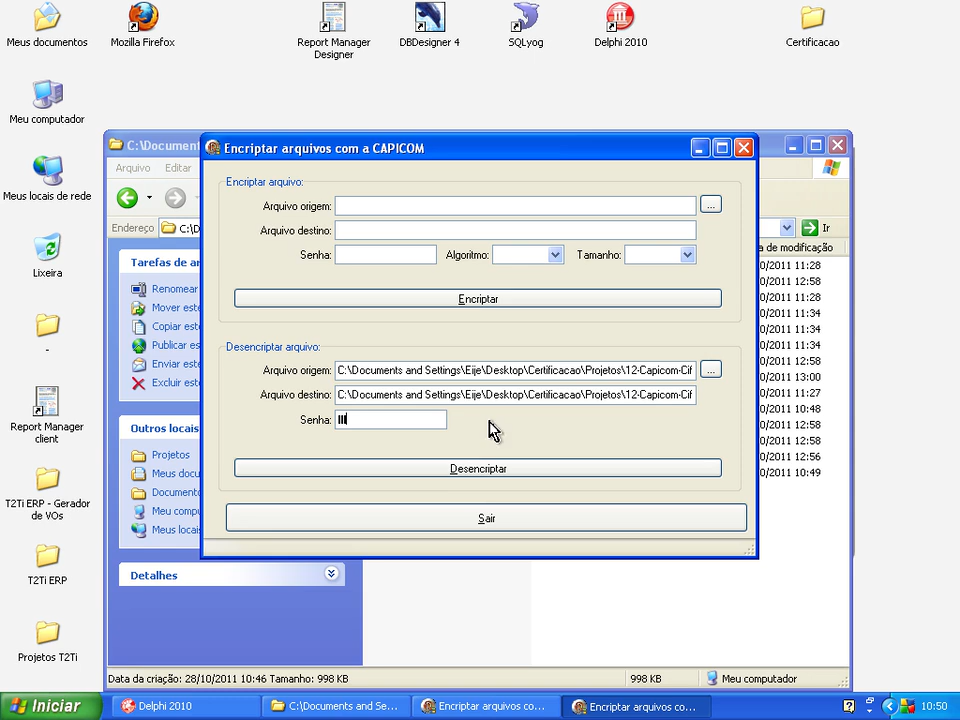 Meus documentos
Mozilla Firefox
Report Manager
Designer
DBDesigner 4
SQLyog
Delphi 2010
Certificacao
Meu computador
Meus locais de rede
Lixeira
-
Report Manager
client
T2Ti ERP - Gerador
de VOs
T2Ti ERP
Projetos T2Ti
C:\Document
Arquivo Editar
Endereço C:\D
Ir
Tarefas de ar
Renomear
Mover este
Copiar este
Publicar es
Enviar este
Excluir este
Outros locais
Projetos
Meus docu
Documento
Meu compu
Meus locais
Detalhes
a de modificação
0/2011 11:28
0/2011 12:58
0/2011 11:28
0/2011 11:34
0/2011 11:34
0/2011 11:34
0/2011 12:58
0/2011 13:00
0/2011 11:27
0/2011 10:48
0/2011 12:58
0/2011 12:58
0/2011 12:56
0/2011 10:49
Encriptar arquivos com a CAPICOM
Encriptar arquivo:
Arquivo origem: ...
Arquivo destino:
Senha: Algoritmo: Tamanho:
Encriptar
Desencriptar arquivo:
Arquivo origem: C:\Documents and Settings\Eije\Desktop\Certificacao\Projetos\12-Capicom-Cif ...
Arquivo destino: C:\Documents and Settings\Eije\Desktop\Certificacao\Projetos\12-Capicom-Cif
Senha:
Desencriptar
Sair
Data da criação: 28/10/2011 10:46 Tamanho: 998 KB
998 KB
Meu computador
Iniciar
Delphi 2010
C:\Documents and Se...
Encriptar arquivos co...
Encriptar arquivos co...
10:50